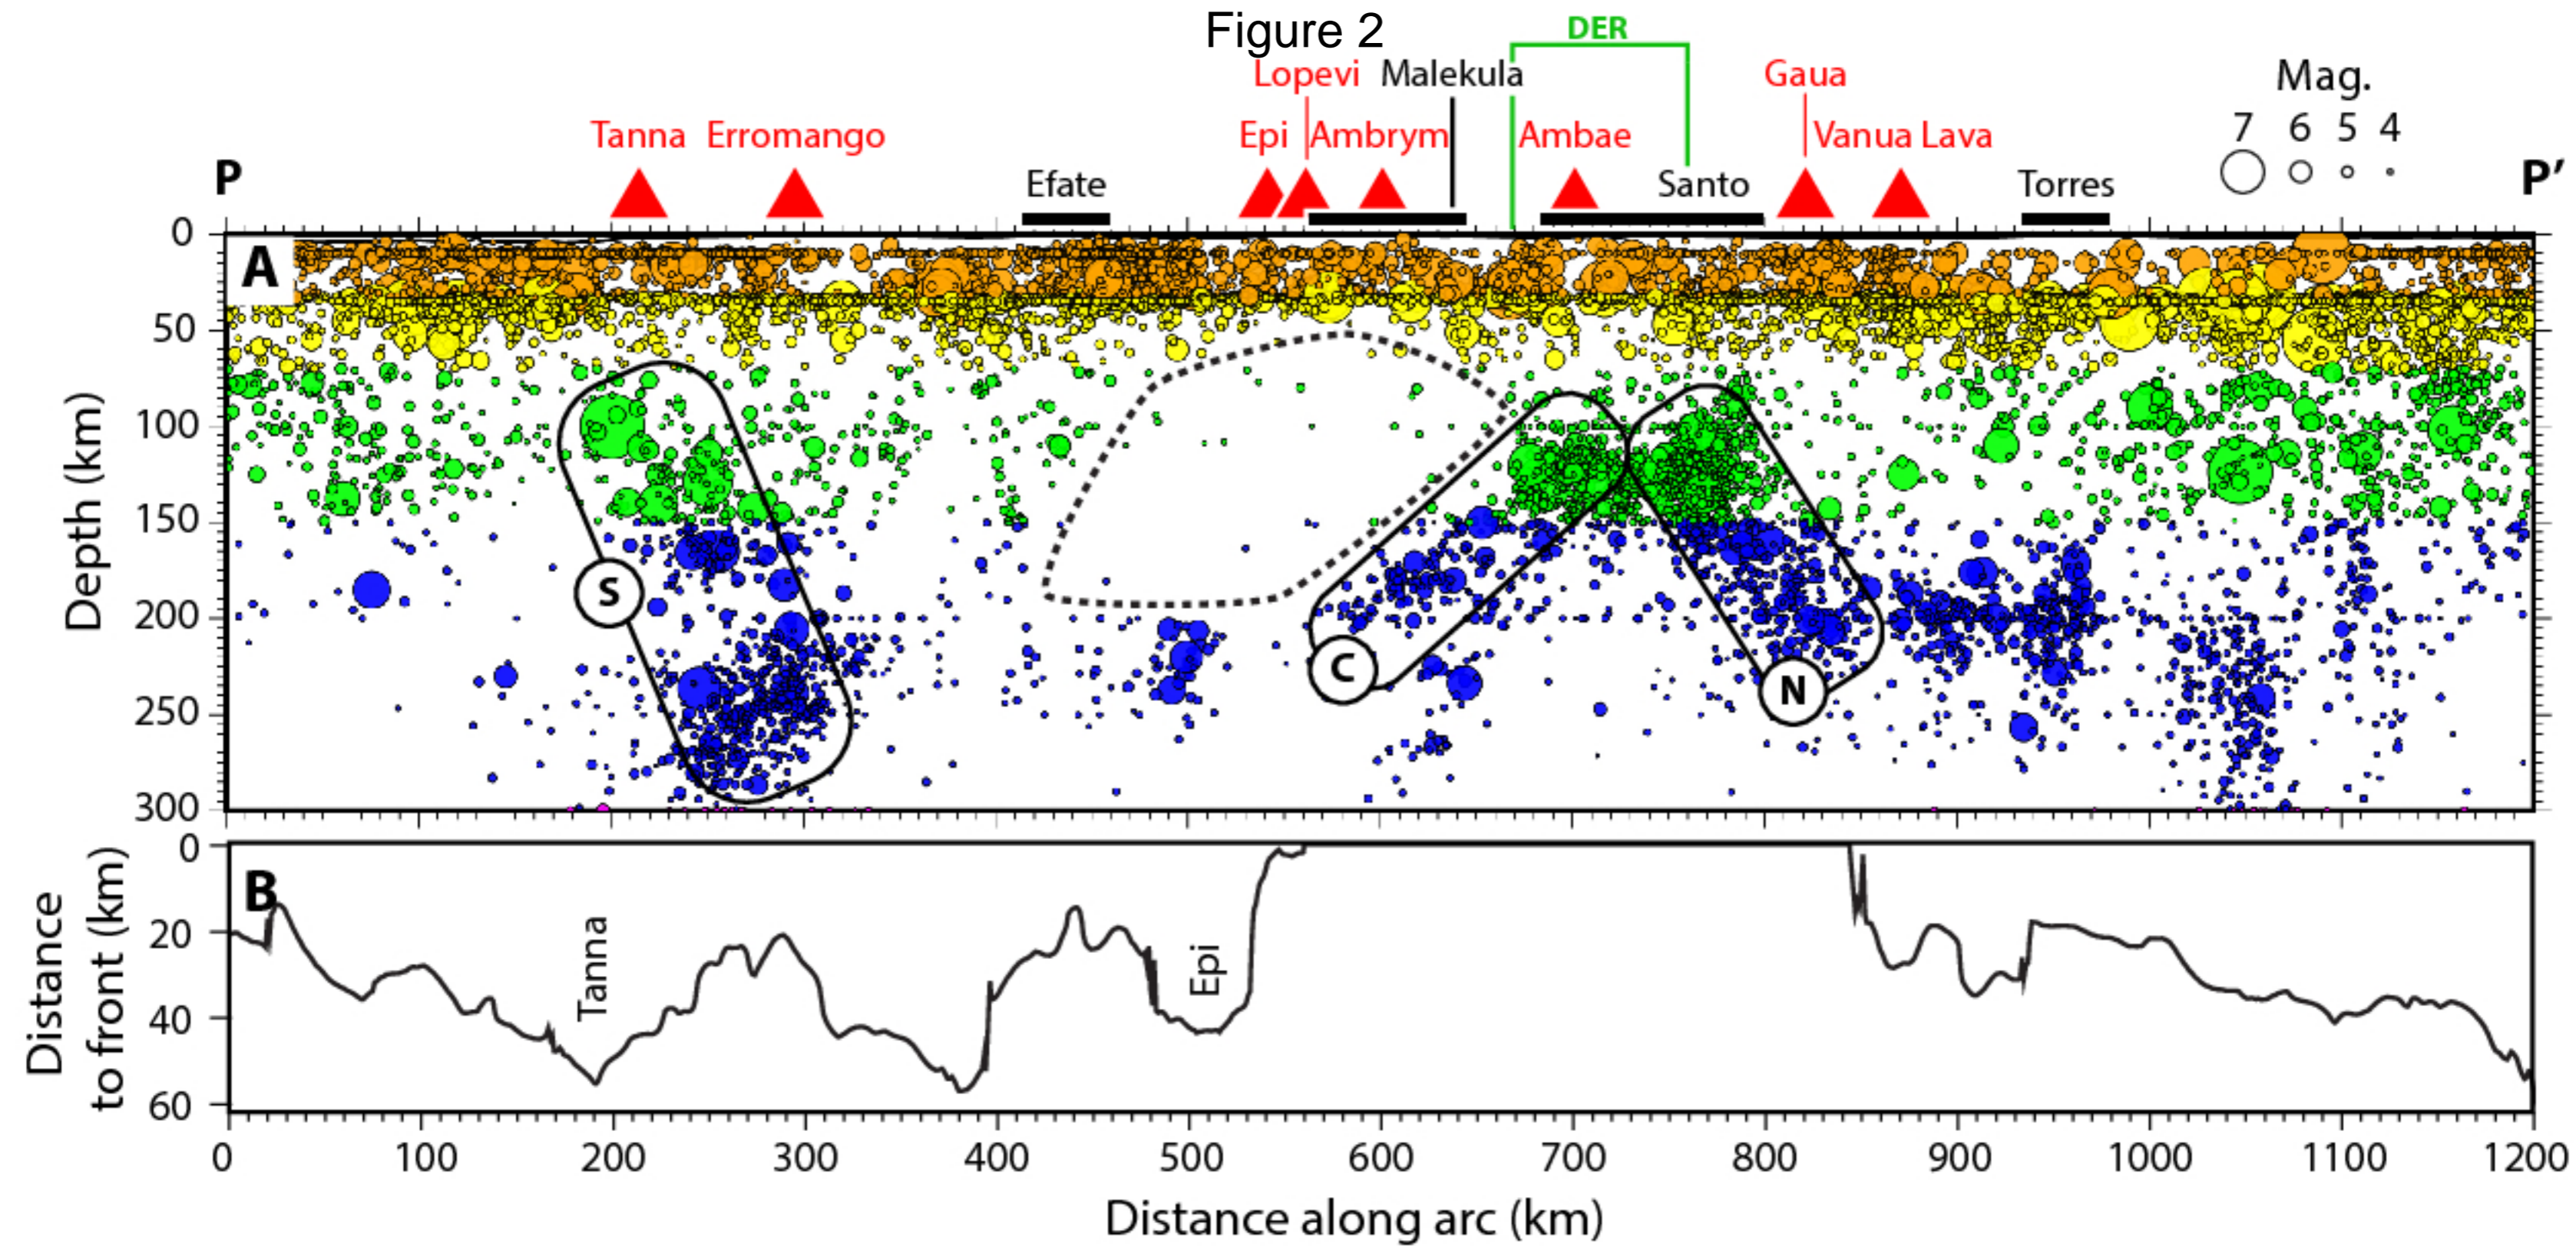 Figure 2
DER
Lopevi Malekula Gaua Mag.
7 6 5 4
Tanna Erromango Epi Ambrym Ambae Vanua Lava
P Efate Santo Torres P’
A
0
50
100
150
200
250
300
Depth (km)
S
C
N
B
0
20
40
60
Distance
to front (km)
Tanna
Epi
0 100 200 300 400 500 600 700 800 900 1000 1100 1200
Distance along arc (km)